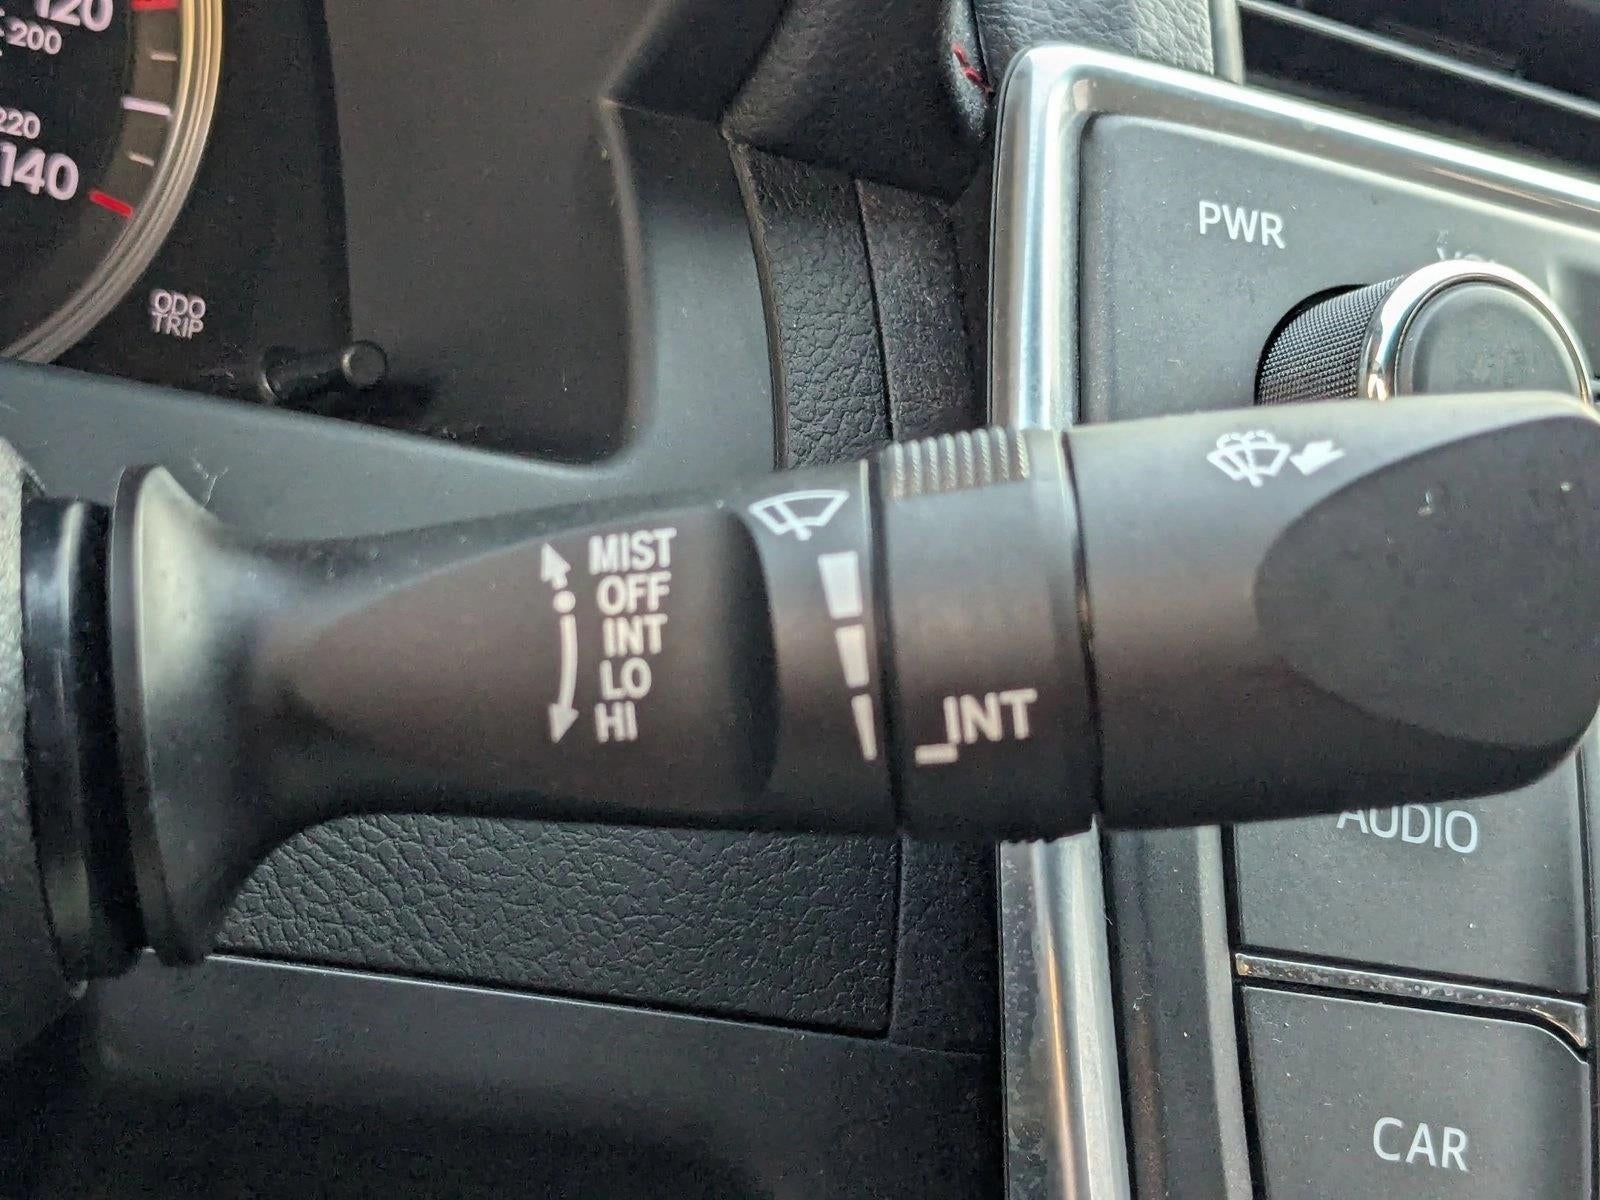 120
200
220
140
ODO
TRIP
PWR
MIST
OFF
INT
LO
HI
INT
AUDIO
CAR